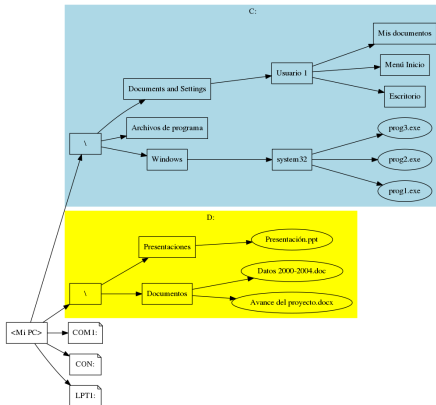 C:
Mis documentos
Menú Inicio
Escritorio
Usuario 1
Documents and Settings
Archivos de programa
\
Windows
system32
prog3.exe
prog2.exe
prog1.exe
D:
Presentaciones
Presentación.ppt
\
Documentos
Datos 2000-2004.doc
Avance del proyecto.docx
<Mi PC>
COM1:
CON:
LPT1: